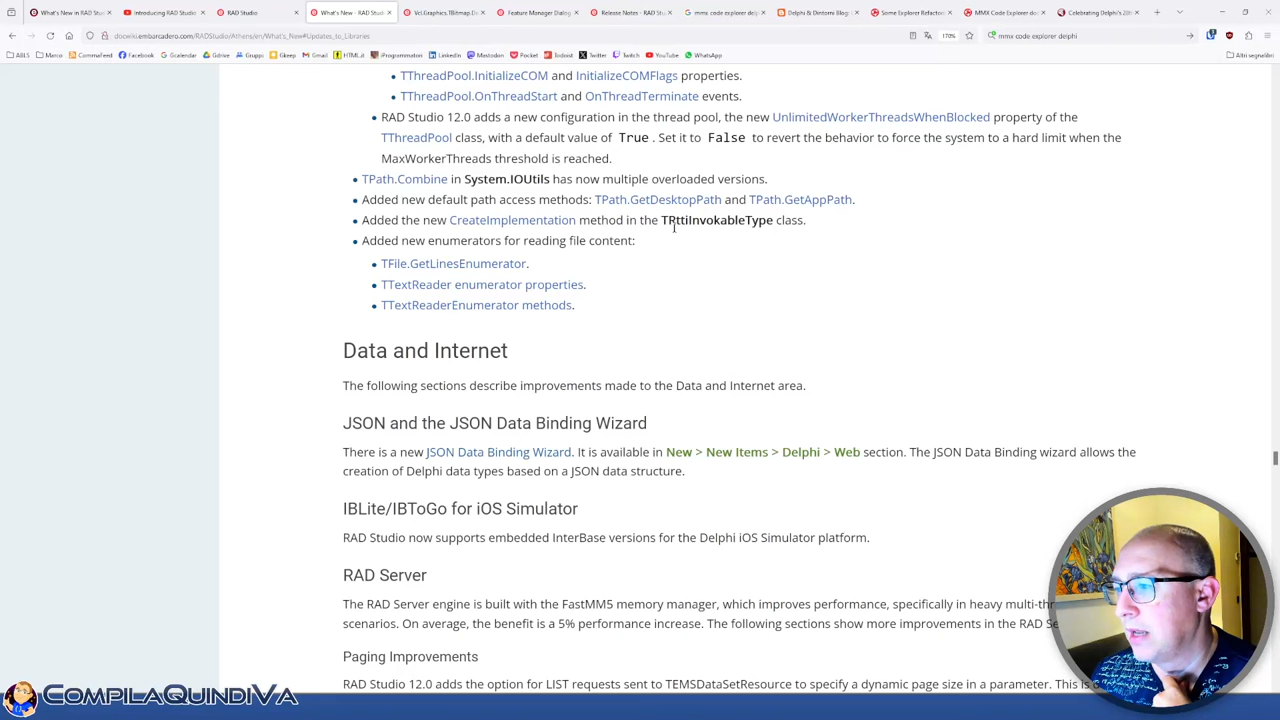 What's New in RAD Stud
Introducing RAD Studio
RAD Studio
What's New - RAD Studi
Vcl.Graphics.TBitmap.De
Feature Manager Dialog
Release Notes - RAD Stu
mmx code explorer delp
Delphi & Dintorni Blog:
Some Explorer Refactori
MMX Code Explorer do
Celebrating Delphi's 28th
docwiki.embarcadero.com/RADStudio/Athens/en/What's_New#Updates_to_Libraries
170%
mmx code explorer delphi
ABLS
Marco
Facebook
Gcalendar
Gdrive
Gruppi
Gkeep
Gmail
HTML.it
iProgrammatori
LinkedIn
Mastodon
Pocket
Todoist
Twitter
Twitch
YouTube
WhatsApp
Altri segnalibri
• TThreadPool.InitializeCOM and InitializeCOMFlags properties.
• TThreadPool.OnThreadStart and OnThreadTerminate events.
• RAD Studio 12.0 adds a new configuration in the thread pool, the new UnlimitedWorkerThreadsWhenBlocked property of the
TThreadPool class, with a default value of True. Set it to False to revert the behavior to force the system to a hard limit when the
MaxWorkerThreads threshold is reached.
• TPath.Combine in System.IOUtils has now multiple overloaded versions.
• Added new default path access methods: TPath.GetDesktopPath and TPath.GetAppPath.
• Added the new CreateImplementation method in the TRttiInvokableType class.
• Added new enumerators for reading file content:
• TFile.GetLinesEnumerator.
• TTextReader enumerator properties.
• TTextReaderEnumerator methods.
Data and Internet
The following sections describe improvements made to the Data and Internet area.
JSON and the JSON Data Binding Wizard
There is a new JSON Data Binding Wizard. It is available in New > New Items > Delphi > Web section. The JSON Data Binding wizard allows the
creation of Delphi data types based on a JSON data structure.
IBLite/IBToGo for iOS Simulator
RAD Studio now supports embedded InterBase versions for the Delphi iOS Simulator platform.
RAD Server
The RAD Server engine is built with the FastMM5 memory manager, which improves performance, specifically in heavy multi-thr
scenarios. On average, the benefit is a 5% performance increase. The following sections show more improvements in the RAD Se
Paging Improvements
RAD Studio 12.0 adds the option for LIST requests sent to TEMSDataSetResource to specify a dynamic page size in a parameter. This is
COMPILAQUINDIVA